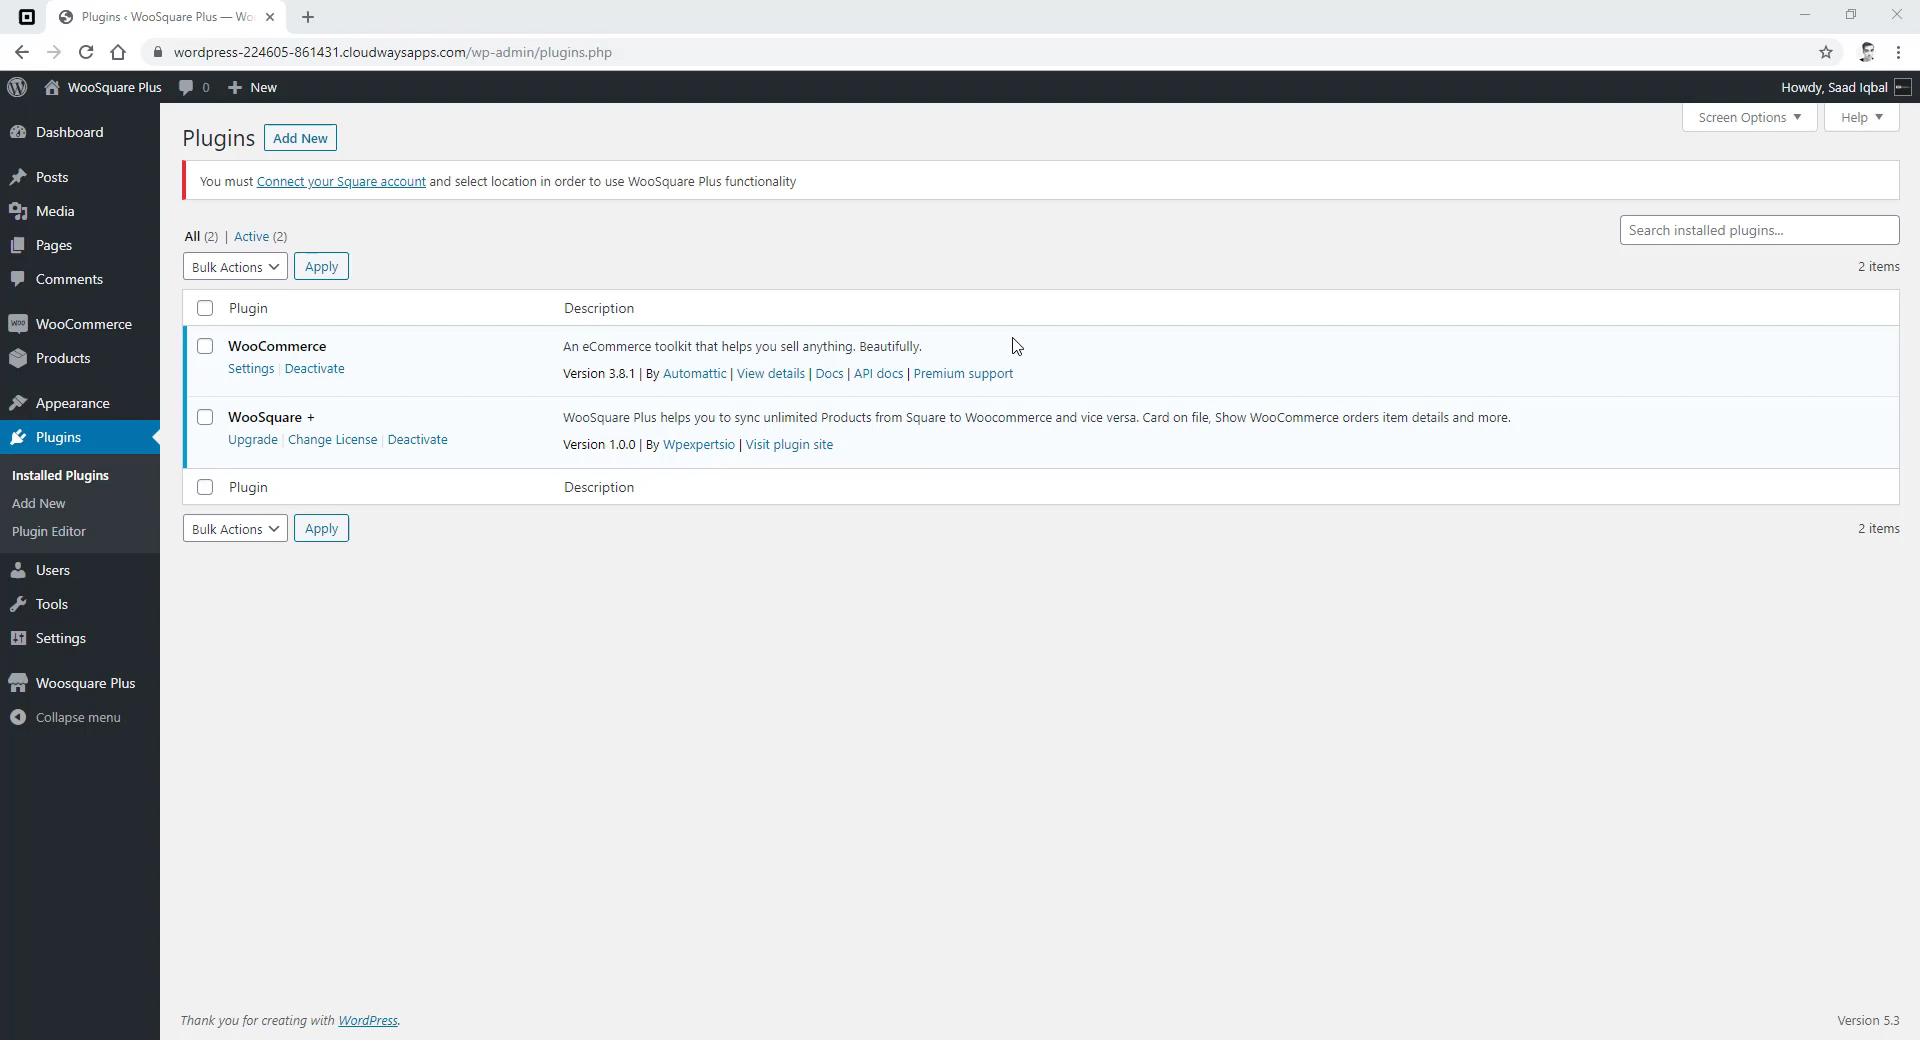 Plugins ‹ WooSquare Plus — Wo
wordpress-224605-861431.cloudwaysapps.com/wp-admin/plugins.php
WooSquare Plus
0
New
Howdy, Saad Iqbal
Dashboard
Posts
Media
Pages
Comments
WooCommerce
Products
Appearance
Plugins
Installed Plugins
Add New
Plugin Editor
Users
Tools
Settings
Woosquare Plus
Collapse menu
Screen Options
Help
Plugins
Add New
You must Connect your Square account and select location in order to use WooSquare Plus functionality
All (2) | Active (2)
Search installed plugins...
Bulk Actions
Apply
2 items
Plugin
Description
WooCommerce
An eCommerce toolkit that helps you sell anything. Beautifully.
Settings | Deactivate
Version 3.8.1 | By Automattic | View details | Docs | API docs | Premium support
WooSquare +
WooSquare Plus helps you to sync unlimited Products from Square to Woocommerce and vice versa. Card on file, Show WooCommerce orders item details and more.
Upgrade | Change License | Deactivate
Version 1.0.0 | By Wpexpertsio | Visit plugin site
Plugin
Description
Bulk Actions
Apply
2 items
Thank you for creating with WordPress.
Version 5.3